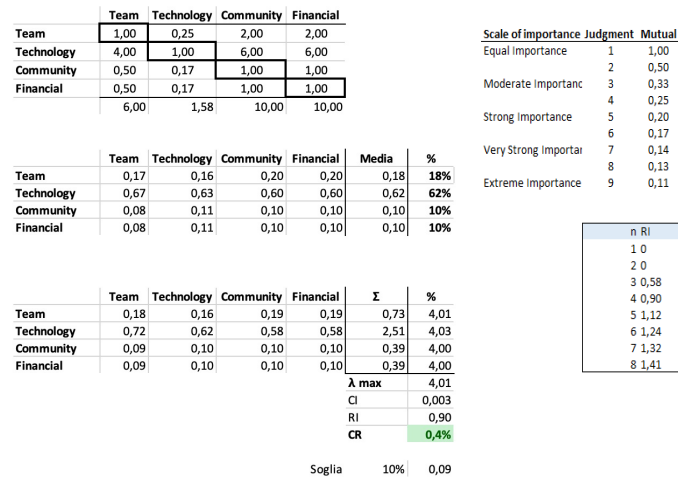 Team Technology Community Financial
Team 1,00 0,25 2,00 2,00
Technology 4,00 1,00 6,00 6,00
Community 0,50 0,17 1,00 1,00
Financial 0,50 0,17 1,00 1,00
6,00 1,58 10,00 10,00
Team Technology Community Financial Media %
Team 0,17 0,16 0,20 0,20 0,18 18%
Technology 0,67 0,63 0,60 0,60 0,62 62%
Community 0,08 0,11 0,10 0,10 0,10 10%
Financial 0,08 0,11 0,10 0,10 0,10 10%
Team Technology Community Financial Σ %
Team 0,18 0,16 0,19 0,19 0,73 4,01
Technology 0,72 0,62 0,58 0,58 2,51 4,03
Community 0,09 0,10 0,10 0,10 0,39 4,00
Financial 0,09 0,10 0,10 0,10 0,39 4,00
λ max 4,01
CI 0,003
RI 0,90
CR 0,4%
Soglia 10% 0,09
Scale of importance Judgment Mutual
Equal Importance 1 1,00
2 0,50
Moderate Importanc 3 0,33
4 0,25
Strong Importance 5 0,20
6 0,17
Very Strong Importar 7 0,14
8 0,13
Extreme Importance 9 0,11
n RI
1 0
2 0
3 0,58
4 0,90
5 1,12
6 1,24
7 1,32
8 1,41